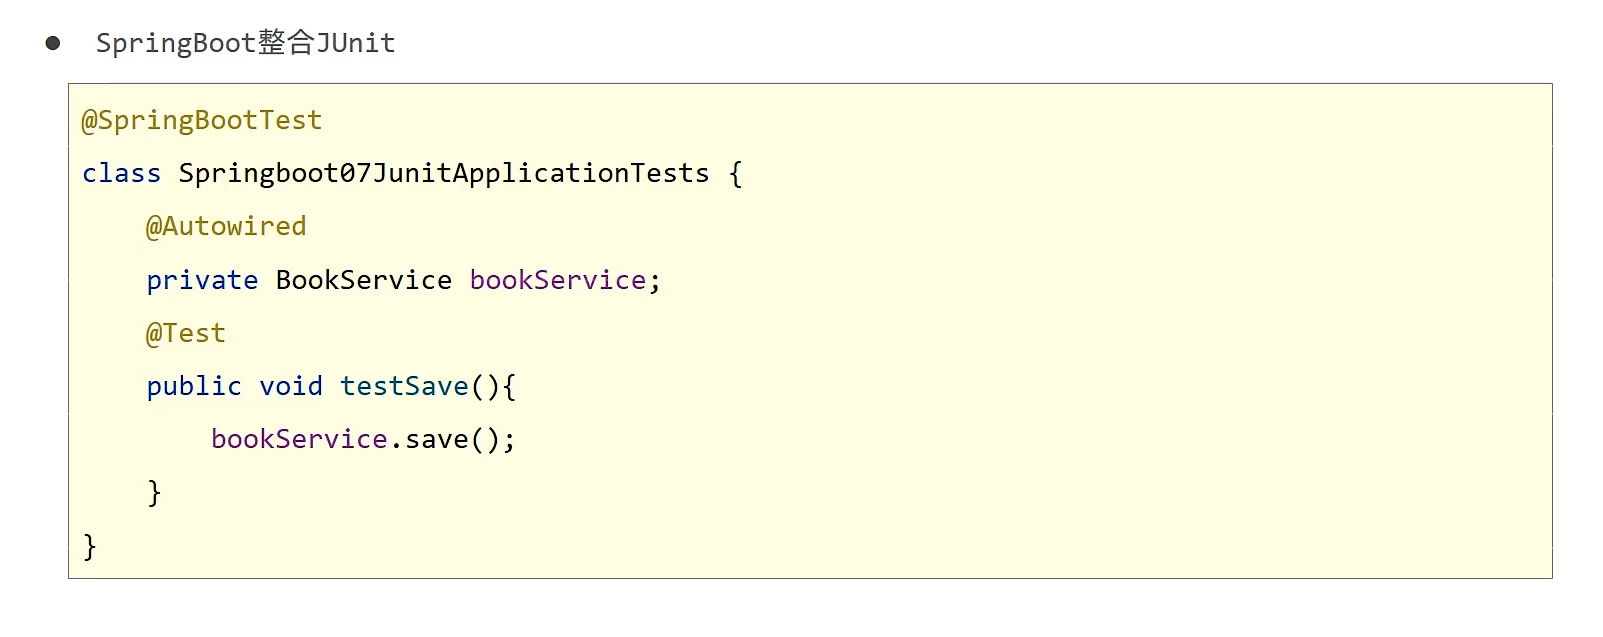 ● SpringBoot整合JUnit
@SpringBootTest
class Springboot07JunitApplicationTests {
    @Autowired
    private BookService bookService;
    @Test
    public void testSave(){
        bookService.save();
    }
}